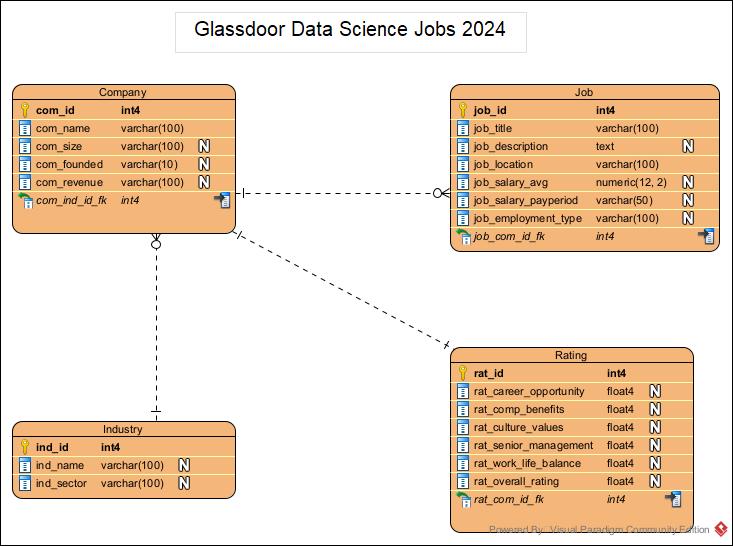 Glassdoor Data Science Jobs 2024
Company
com_id int4
com_name varchar(100)
com_size varchar(100) N
com_founded varchar(10) N
com_revenue varchar(100) N
com_ind_id_fk int4
Job
job_id int4
job_title varchar(100)
job_description text N
job_location varchar(100)
job_salary_avg numeric(12, 2) N
job_salary_payperiod varchar(50) N
job_employment_type varchar(100) N
job_com_id_fk int4
Industry
ind_id int4
ind_name varchar(100) N
ind_sector varchar(100) N
Rating
rat_id int4
rat_career_opportunity float4 N
rat_comp_benefits float4 N
rat_culture_values float4 N
rat_senior_management float4 N
rat_work_life_balance float4 N
rat_overall_rating float4 N
rat_com_id_fk int4
Powered By: Visual Paradigm Community Edition